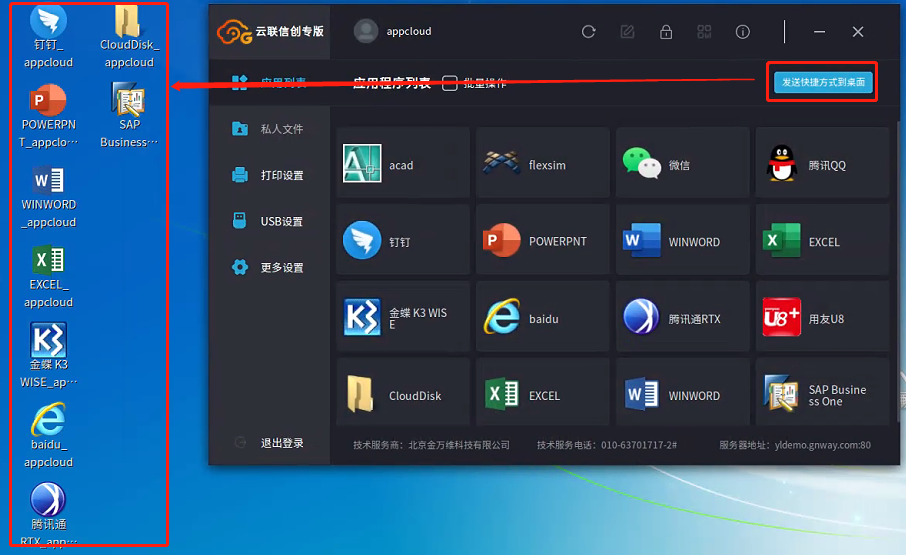 钉钉_
appcloud
CloudDisk_
appcloud
POWERPN
T_appclo…
SAP
Business…
WINWORD
_appcloud
EXCEL_
appcloud
金蝶 K3
WISE_ap…
baidu_
appcloud
腾讯通
RTX_app…
云联信创专版
appcloud
应用列表
应用程序列表
批量操作
发送快捷方式到桌面
私人文件
打印设置
USB设置
更多设置
退出登录
acad
flexsim
微信
腾讯QQ
钉钉
POWERPNT
WINWORD
EXCEL
金蝶 K3 WIS
E
baidu
腾讯通RTX
用友U8
CloudDisk
EXCEL
WINWORD
SAP Busine
ss One
技术服务商：北京金万维科技有限公司
技术服务电话：010-63701717-2#
服务器地址：yldemo.gnway.com:80